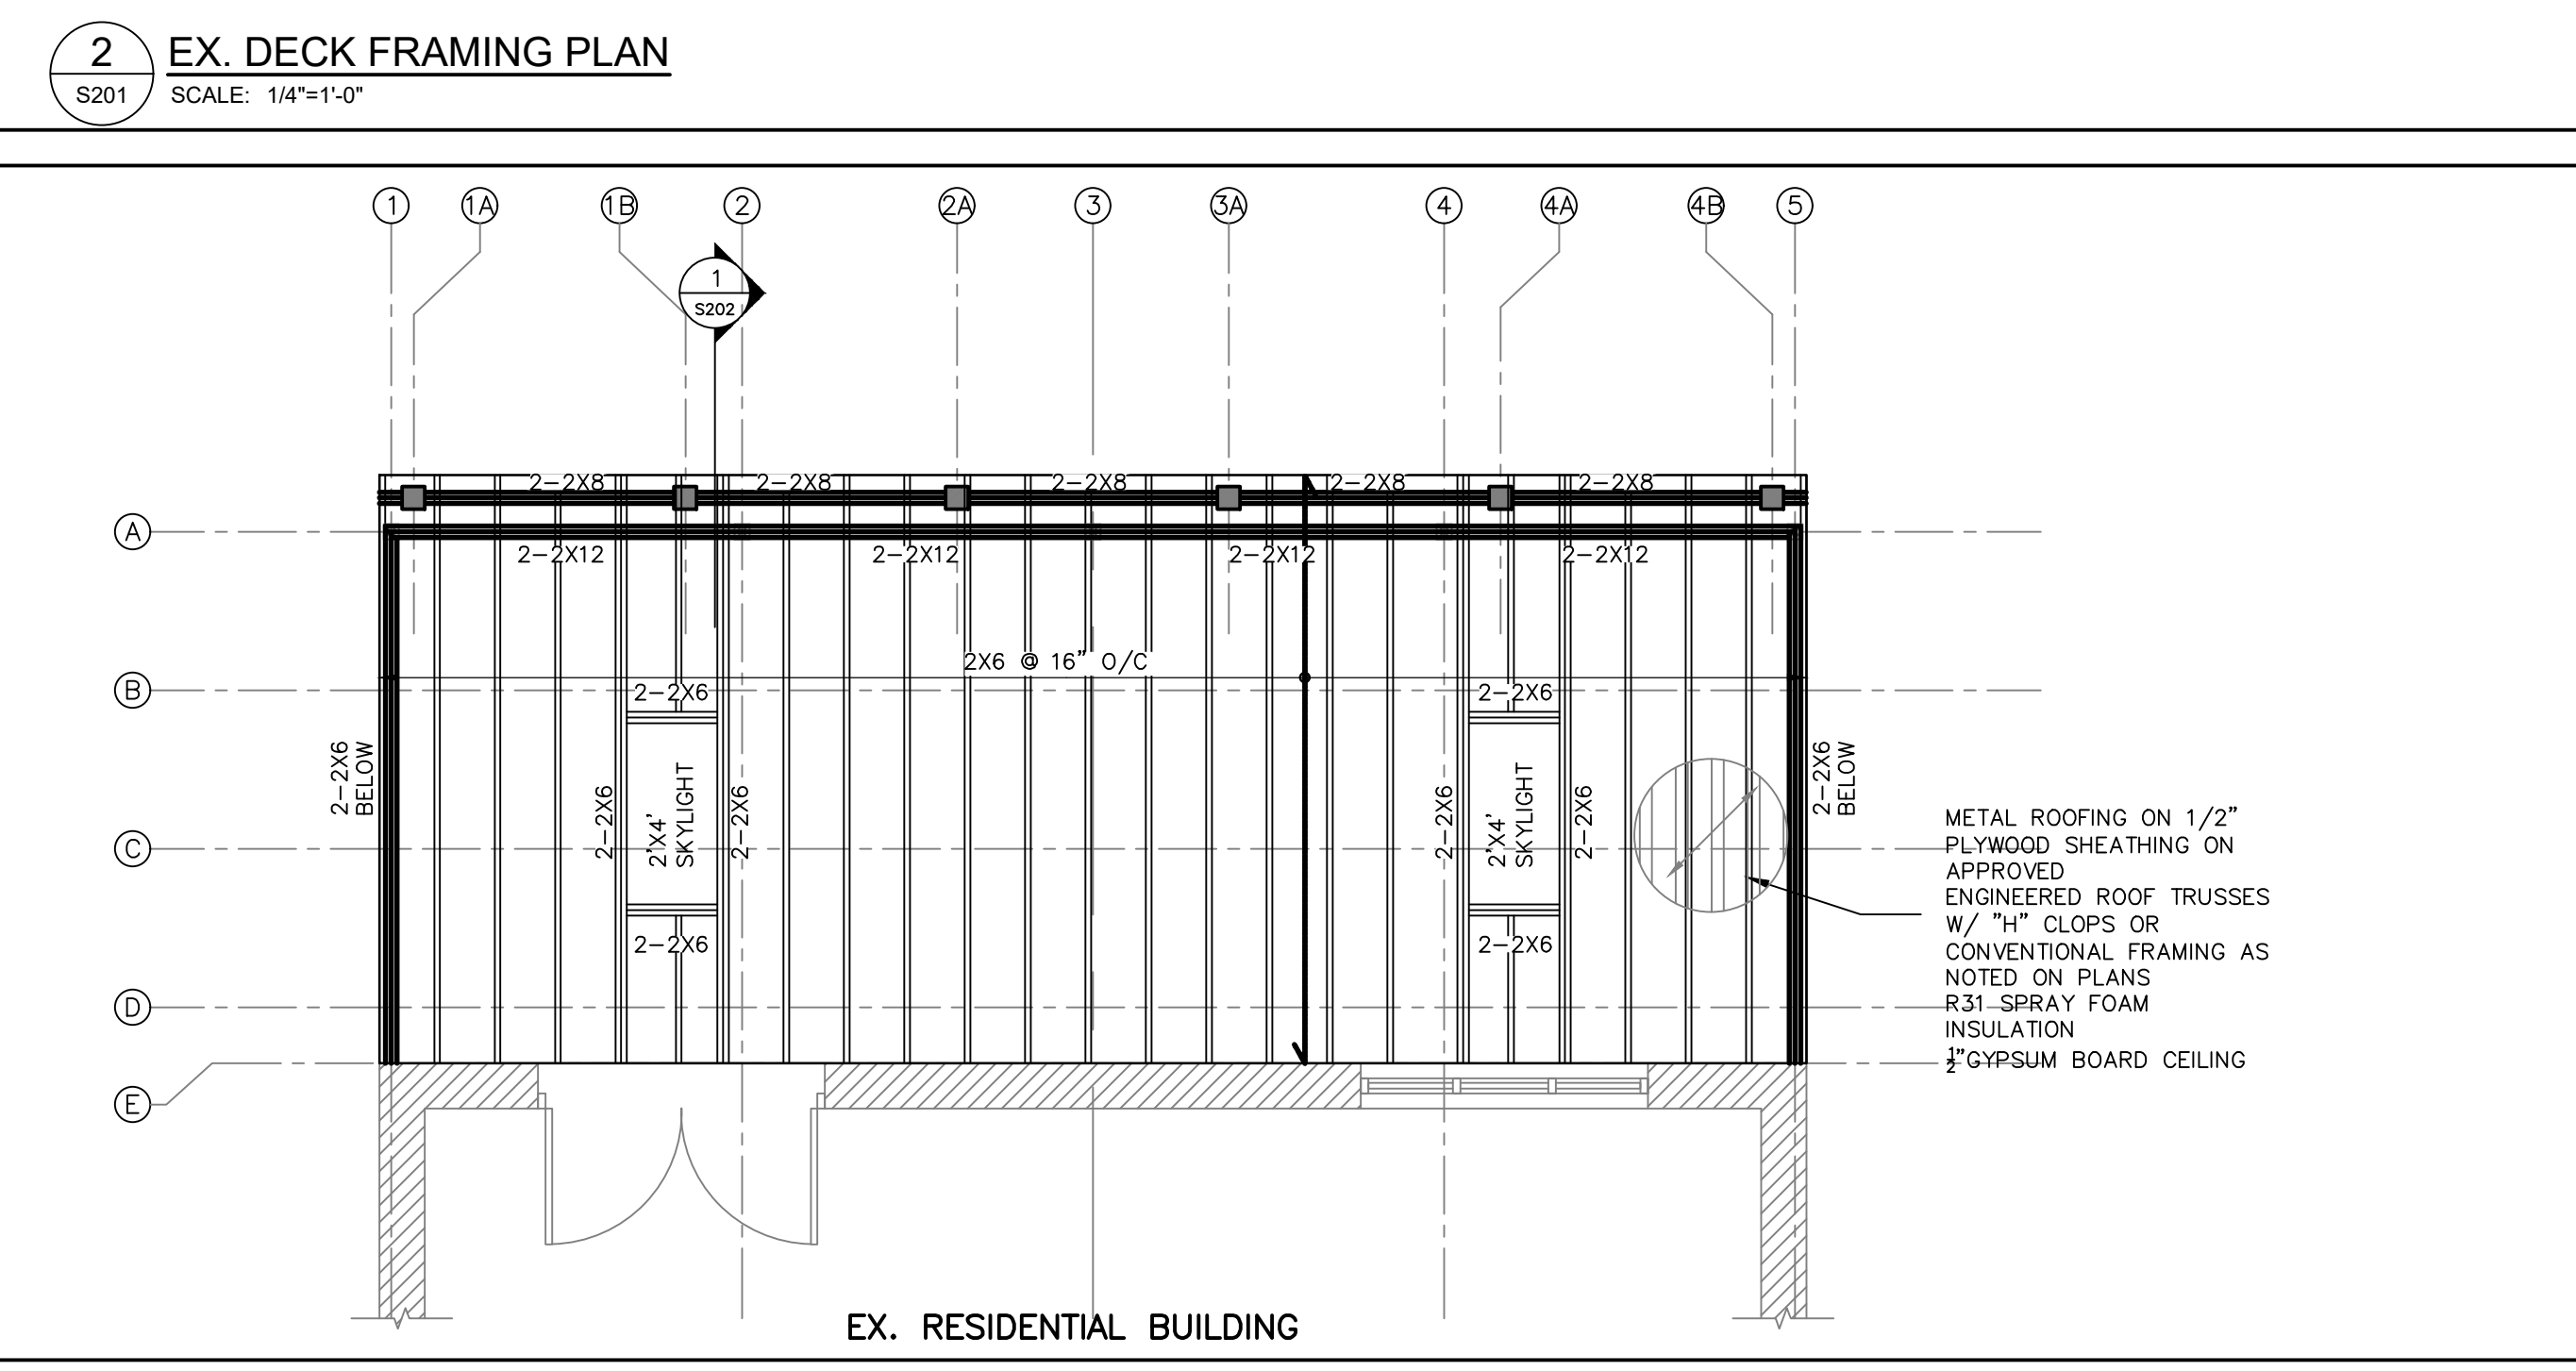 2
S201
EX. DECK FRAMING PLAN
SCALE: 1/4"=1'-0"
1
1A
1B
2
2A
3
3A
4
4A
4B
5
1
S202
2-2X8
2-2X8
2-2X8
2-2X8
2-2X8
A
2-2X12
2-2X12
2-2X12
2-2X12
2X6 @ 16" O/C
B
2-2X6
2-2X6
2-2X6
BELOW
2-2X6
2'X4'
SKYLIGHT
2-2X6
2-2X6
2'X4'
SKYLIGHT
2-2X6
2-2X6
BELOW
C
2-2X6
2-2X6
D
E
METAL ROOFING ON 1/2"
PLYWOOD SHEATHING ON
APPROVED
ENGINEERED ROOF TRUSSES
W/ "H" CLOPS OR
CONVENTIONAL FRAMING AS
NOTED ON PLANS
R31 SPRAY FOAM
INSULATION
½"GYPSUM BOARD CEILING
EX. RESIDENTIAL BUILDING